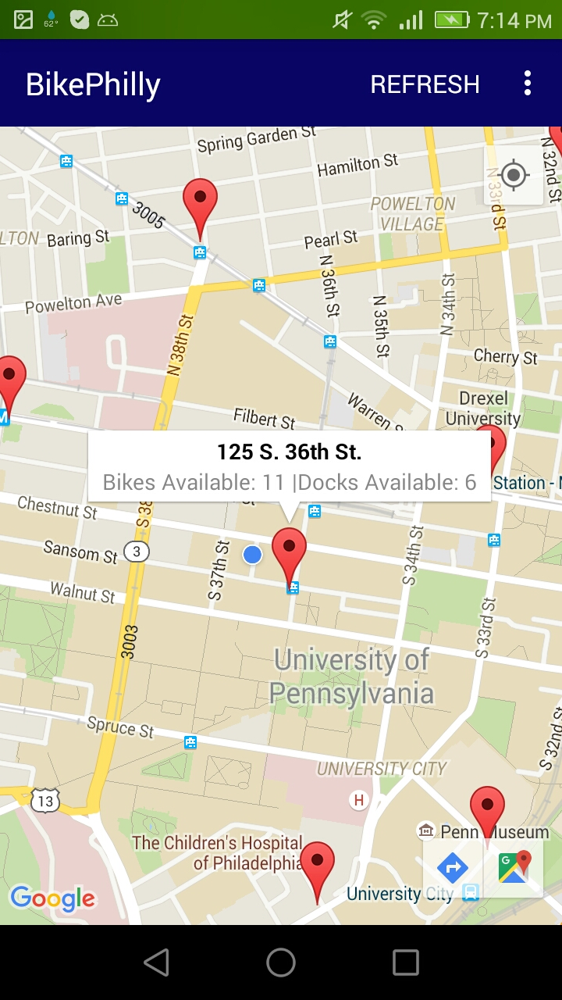 62°
7:14 PM
BikePhilly
REFRESH
Spring Garden St
Hamilton St
N 32nd St
N 33rd St
3005
POWELTON
VILLAGE
LTON
Baring St
Pearl St
N 36th St
Powelton Ave
N 35th St
N 34th St
N 38th St
Cherry St
Drexel
University
Warren S
Filbert St
M
125 S. 36th St.
Bikes Available: 11 |Docks Available: 6
Station - M
Chestnut St
S 38
3
Sansom St
S 37th St
S 34th St
Walnut St
S 33rd St
3003
University of
Pennsylvania
Spruce St
S 32nd St
UNIVERSITY CITY
13
H
Penn Museum
The Children's Hospital
of Philadelphia
G
University City
Google